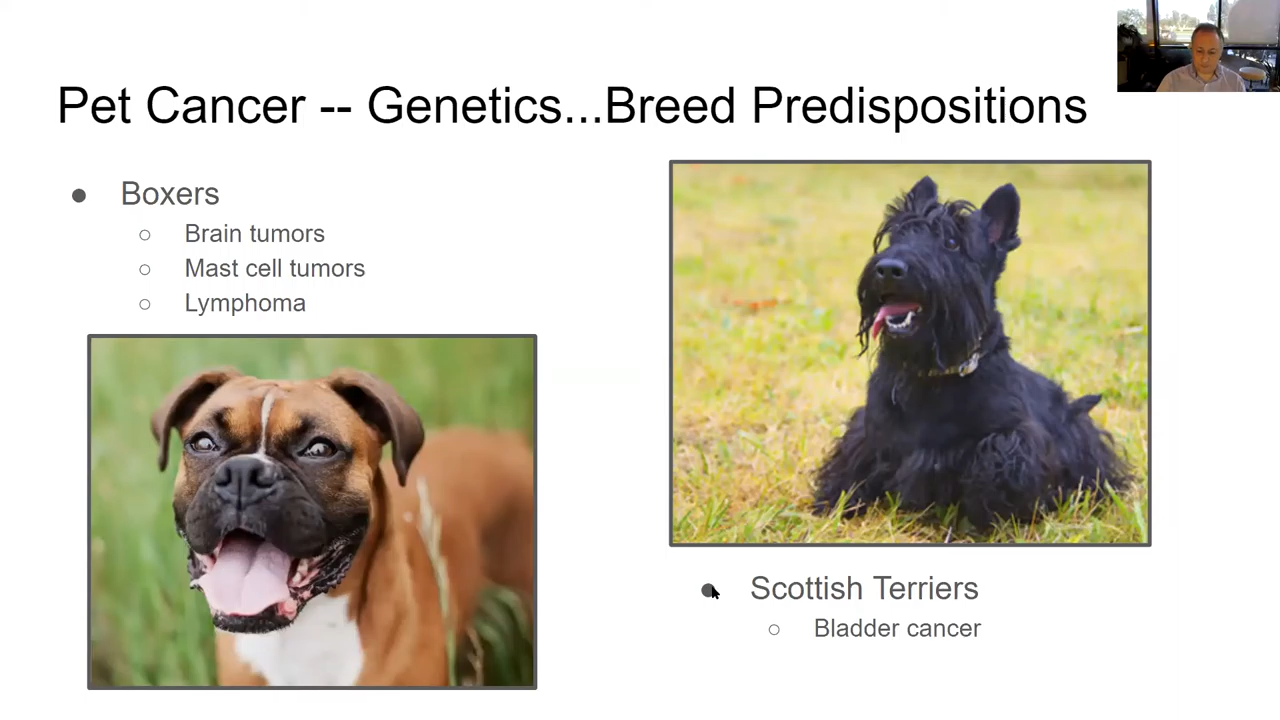 Pet Cancer -- Genetics...Breed Predispositions
● Boxers
○ Brain tumors
○ Mast cell tumors
○ Lymphoma
● Scottish Terriers
○ Bladder cancer